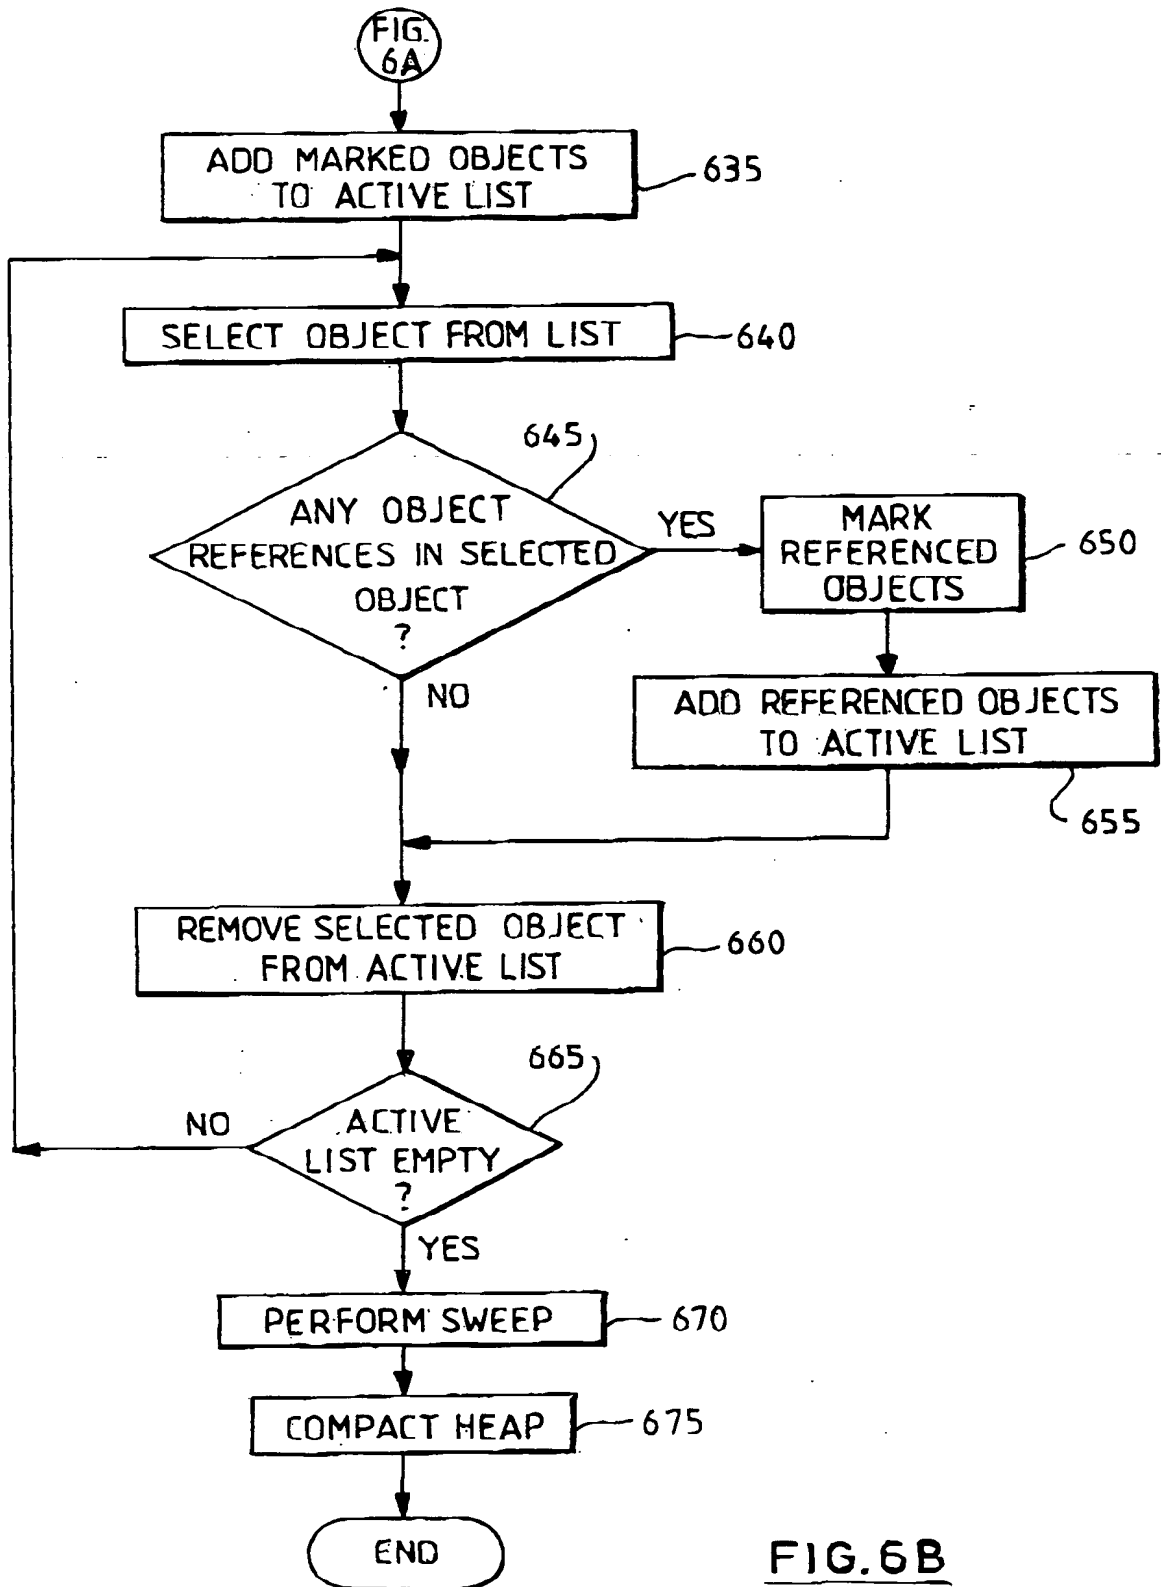 FIG.
6A
ADD MARKED OBJECTS
TO ACTIVE LIST
635
SELECT OBJECT FROM LIST
640
645
ANY OBJECT
REFERENCES IN SELECTED
OBJECT
?
YES
MARK
REFERENCED
OBJECTS
650
NO
ADD REFERENCED OBJECTS
TO ACTIVE LIST
655
REMOVE SELECTED OBJECT
FROM ACTIVE LIST
660
665
NO
ACTIVE
LIST EMPTY
?
YES
PERFORM SWEEP
670
COMPACT HEAP
675
END
FIG.6B